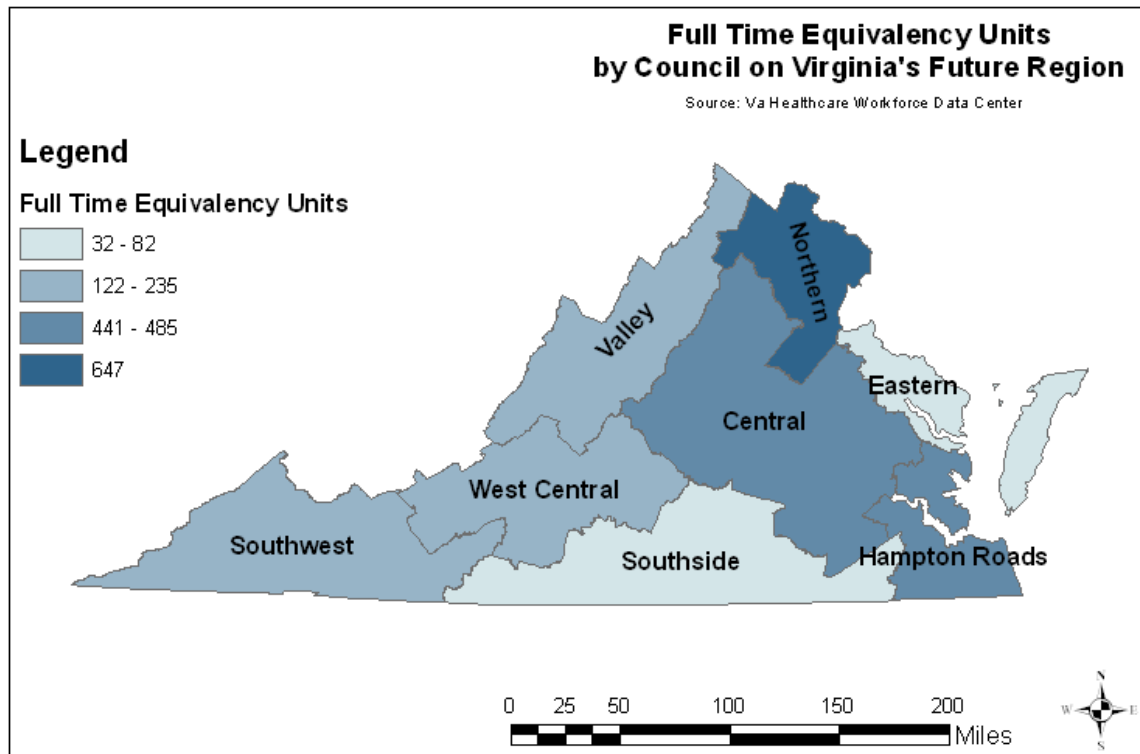 Full Time Equivalency Units
by Council on Virginia's Future Region
Source: Va Healthcare Workforce Data Center
Legend
Full Time Equivalency Units
32 - 82
122 - 235
441 - 485
647
Northern
Valley
Eastern
Central
West Central
Southwest
Southside
Hampton Roads
0 25 50 100 150 200
Miles
N
W E
S